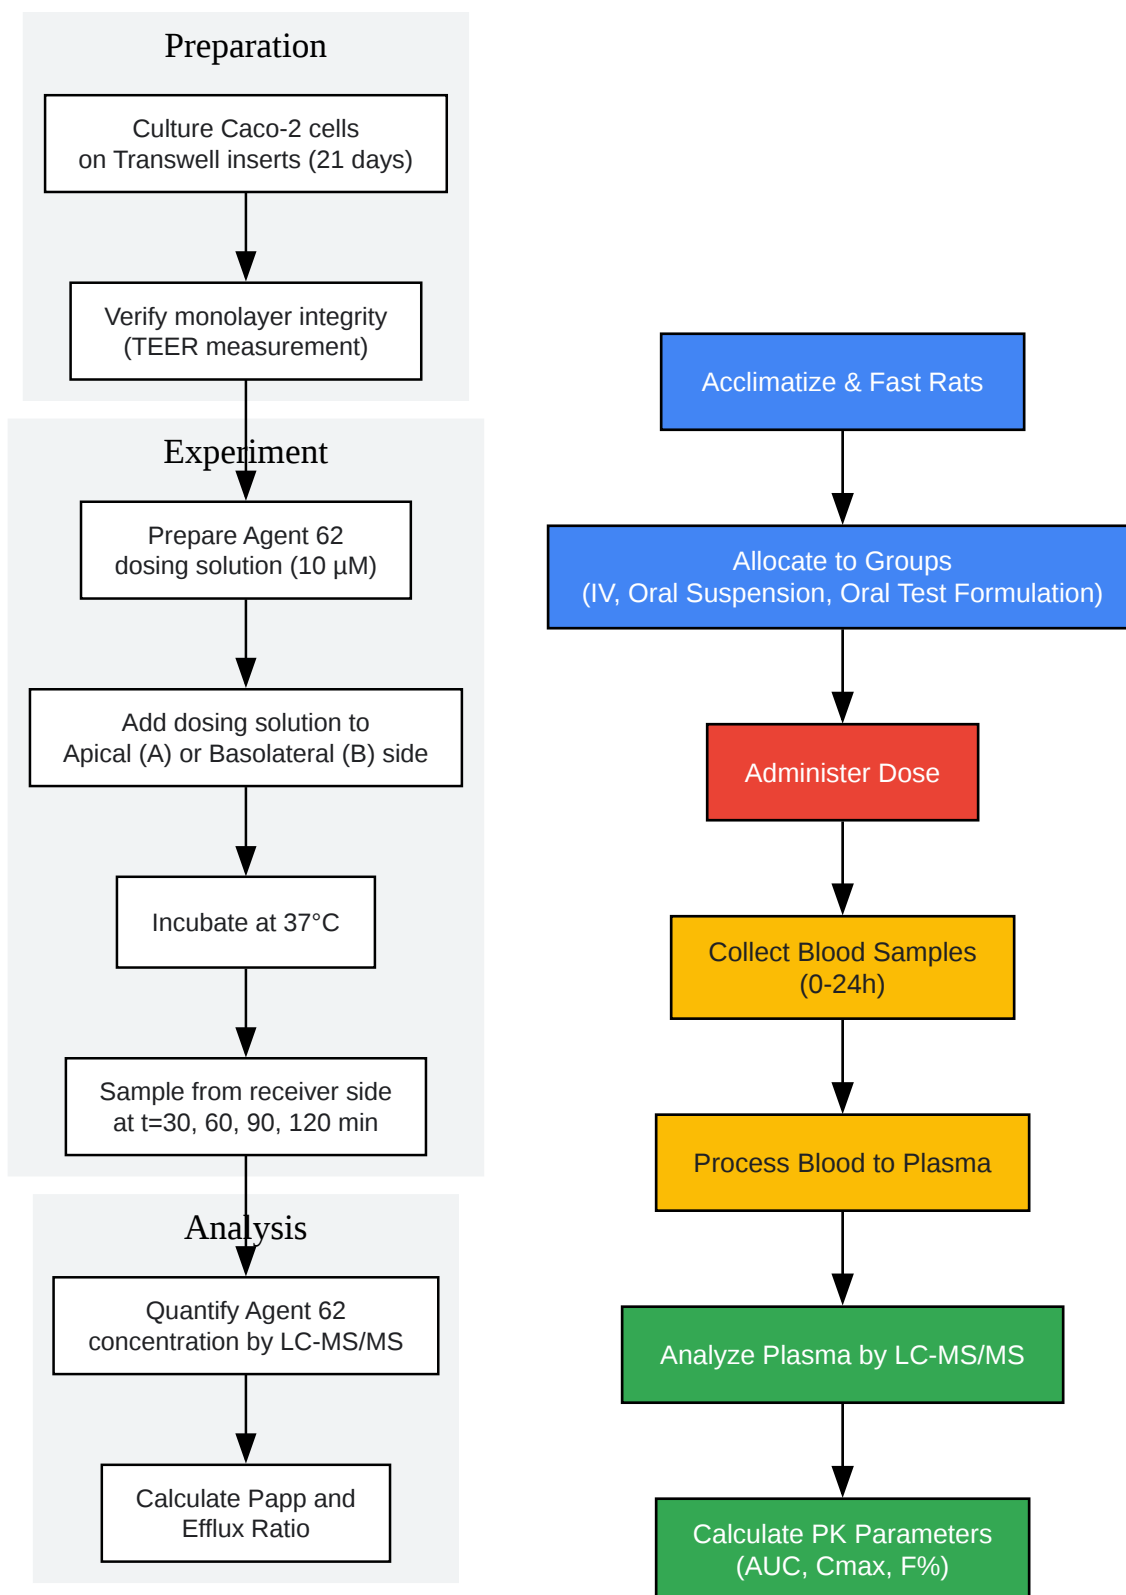 Preparation
Culture Caco-2 cells
on Transwell inserts (21 days)
Verify monolayer integrity
(TEER measurement)
Experiment
Prepare Agent 62
dosing solution (10 µM)
Add dosing solution to
Apical (A) or Basolateral (B) side
Incubate at 37°C
Sample from receiver side
at t=30, 60, 90, 120 min
Analysis
Quantify Agent 62
concentration by LC-MS/MS
Calculate Papp and
Efflux Ratio
Acclimatize & Fast Rats
Allocate to Groups
(IV, Oral Suspension, Oral Test Formulation)
Administer Dose
Collect Blood Samples
(0-24h)
Process Blood to Plasma
Analyze Plasma by LC-MS/MS
Calculate PK Parameters
(AUC, Cmax, F%)